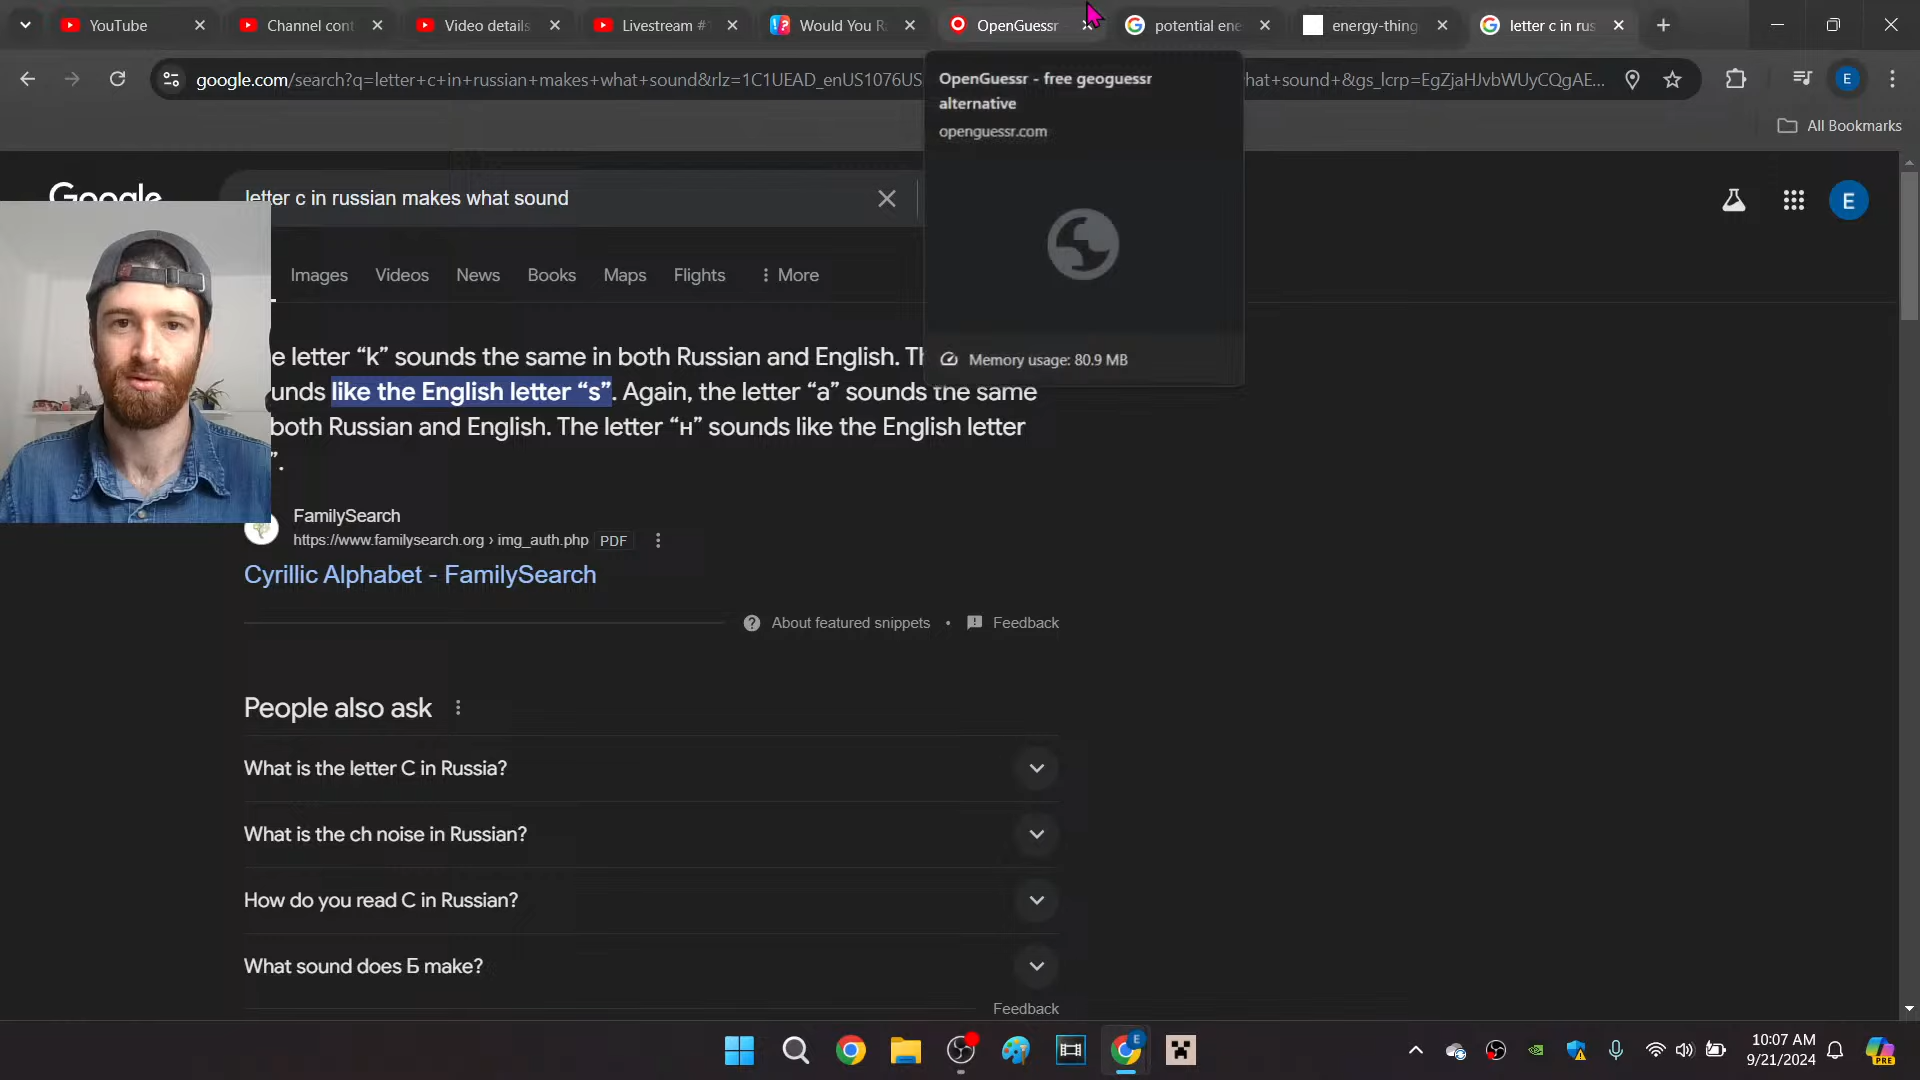 YouTube
Channel cont
Video details
Livestream #
Would You R
OpenGuessr
potential ene
energy-thing
letter c in rus
google.com/search?q=letter+c+in+russian+makes+what+sound&rlz=1C1UEAD_enUS1076US
hat+sound+&gs_lcrp=EgZjaHJvbWUyCQgAE...
E
All Bookmarks
OpenGuessr - free geoguessr
alternative
openguessr.com
Memory usage: 80.9 MB
Google
letter c in russian makes what sound
E
Images
Videos
News
Books
Maps
Flights
More
e letter “k” sounds the same in both Russian and English. Th
unds like the English letter “s”. Again, the letter “a” sounds the same
both Russian and English. The letter “н” sounds like the English letter
”.
FamilySearch
https://www.familysearch.org › img_auth.php
PDF
Cyrillic Alphabet - FamilySearch
About featured snippets
•
Feedback
People also ask
What is the letter C in Russia?
What is the ch noise in Russian?
How do you read C in Russian?
What sound does Б make?
Feedback
E
10:07 AM
9/21/2024
PRE